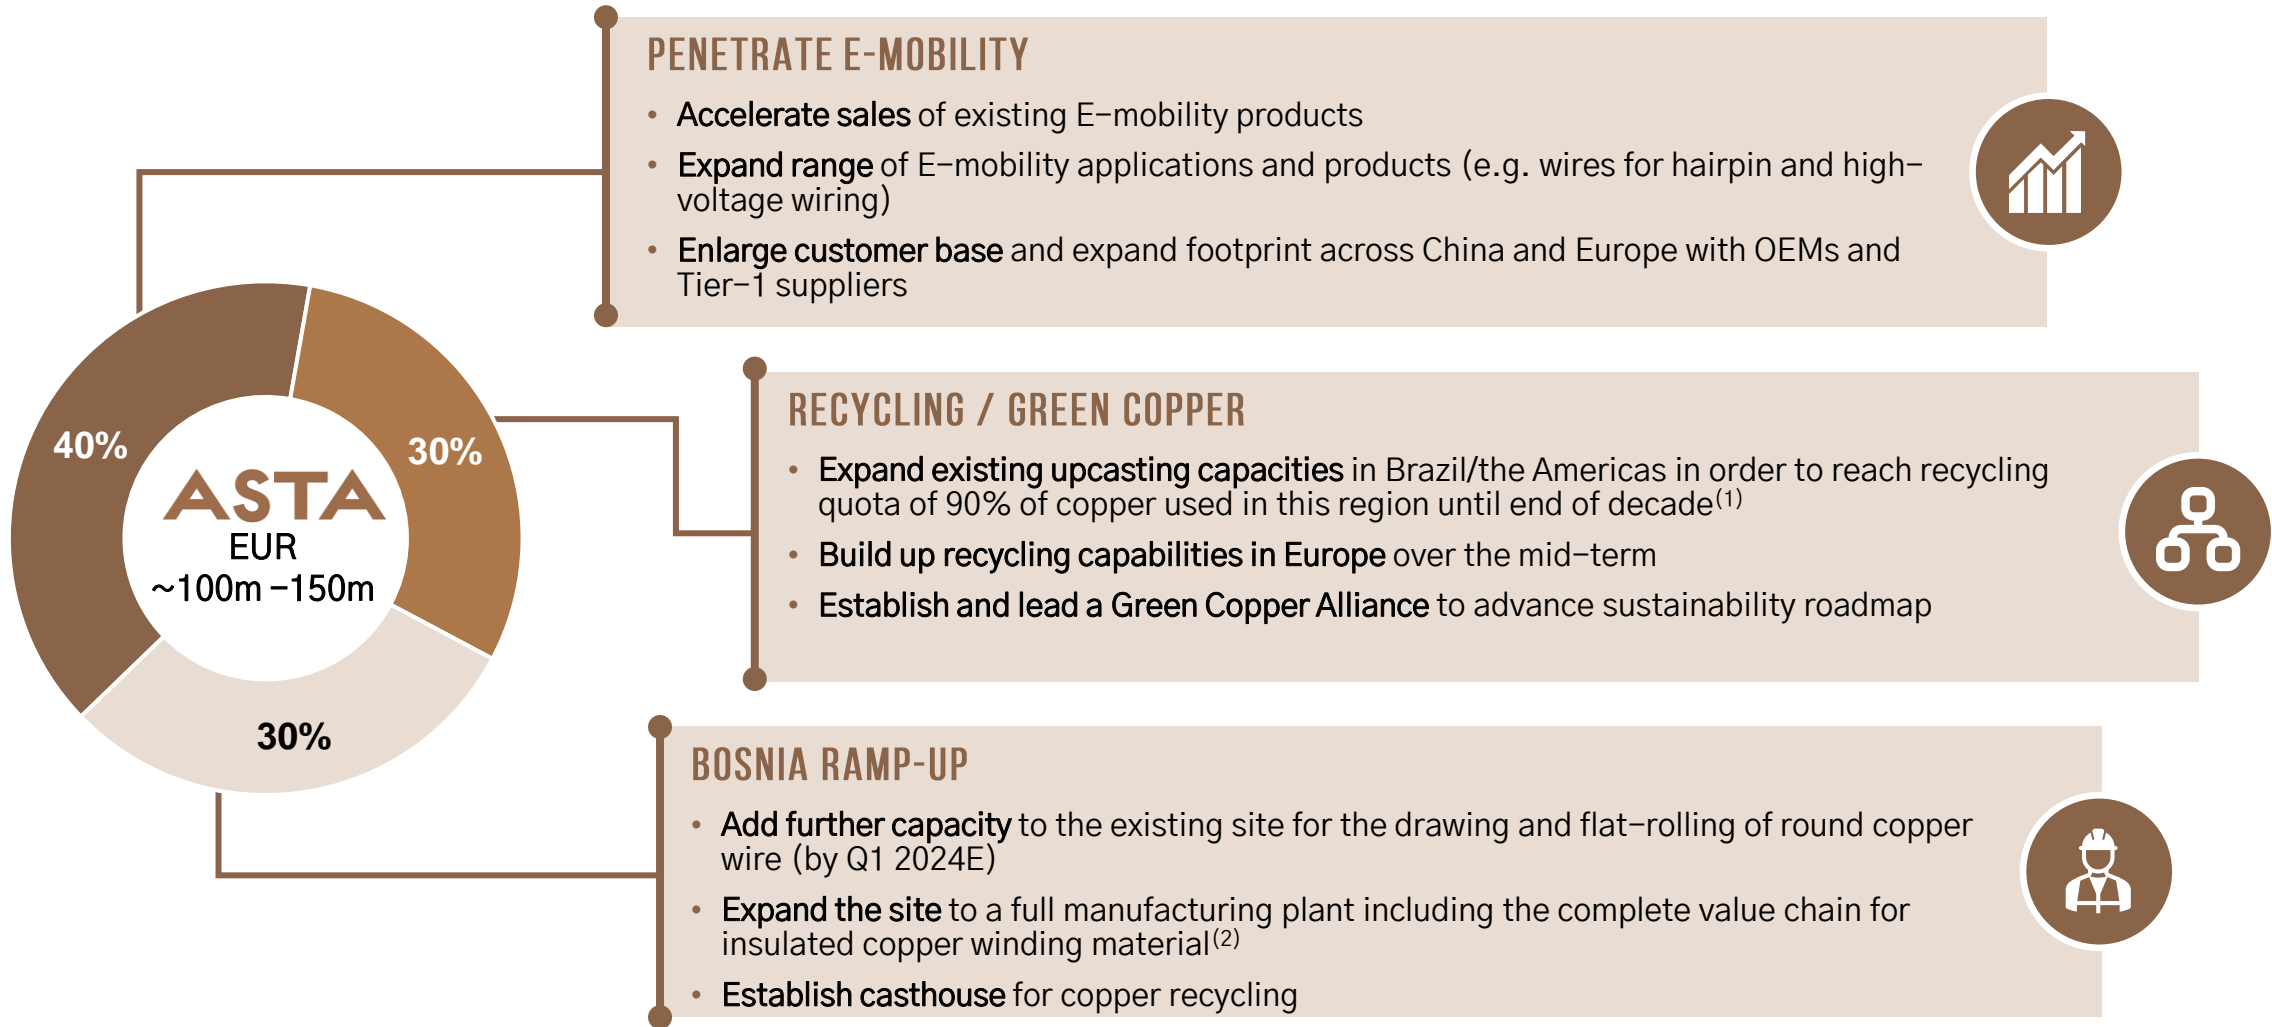 PENETRATE E-MOBILITY
• Accelerate sales of existing E-mobility products
• Expand range of E-mobility applications and products (e.g. wires for hairpin and high-
voltage wiring)
• Enlarge customer base and expand footprint across China and Europe with OEMs and
Tier-1 suppliers
40%
30%
30%
ASTA
EUR
~100m -150m
RECYCLING / GREEN COPPER
• Expand existing upcasting capacities in Brazil/the Americas in order to reach recycling
quota of 90% of copper used in this region until end of decade(1)
• Build up recycling capabilities in Europe over the mid-term
• Establish and lead a Green Copper Alliance to advance sustainability roadmap
BOSNIA RAMP-UP
• Add further capacity to the existing site for the drawing and flat-rolling of round copper
wire (by Q1 2024E)
• Expand the site to a full manufacturing plant including the complete value chain for
insulated copper winding material(2)
• Establish casthouse for copper recycling